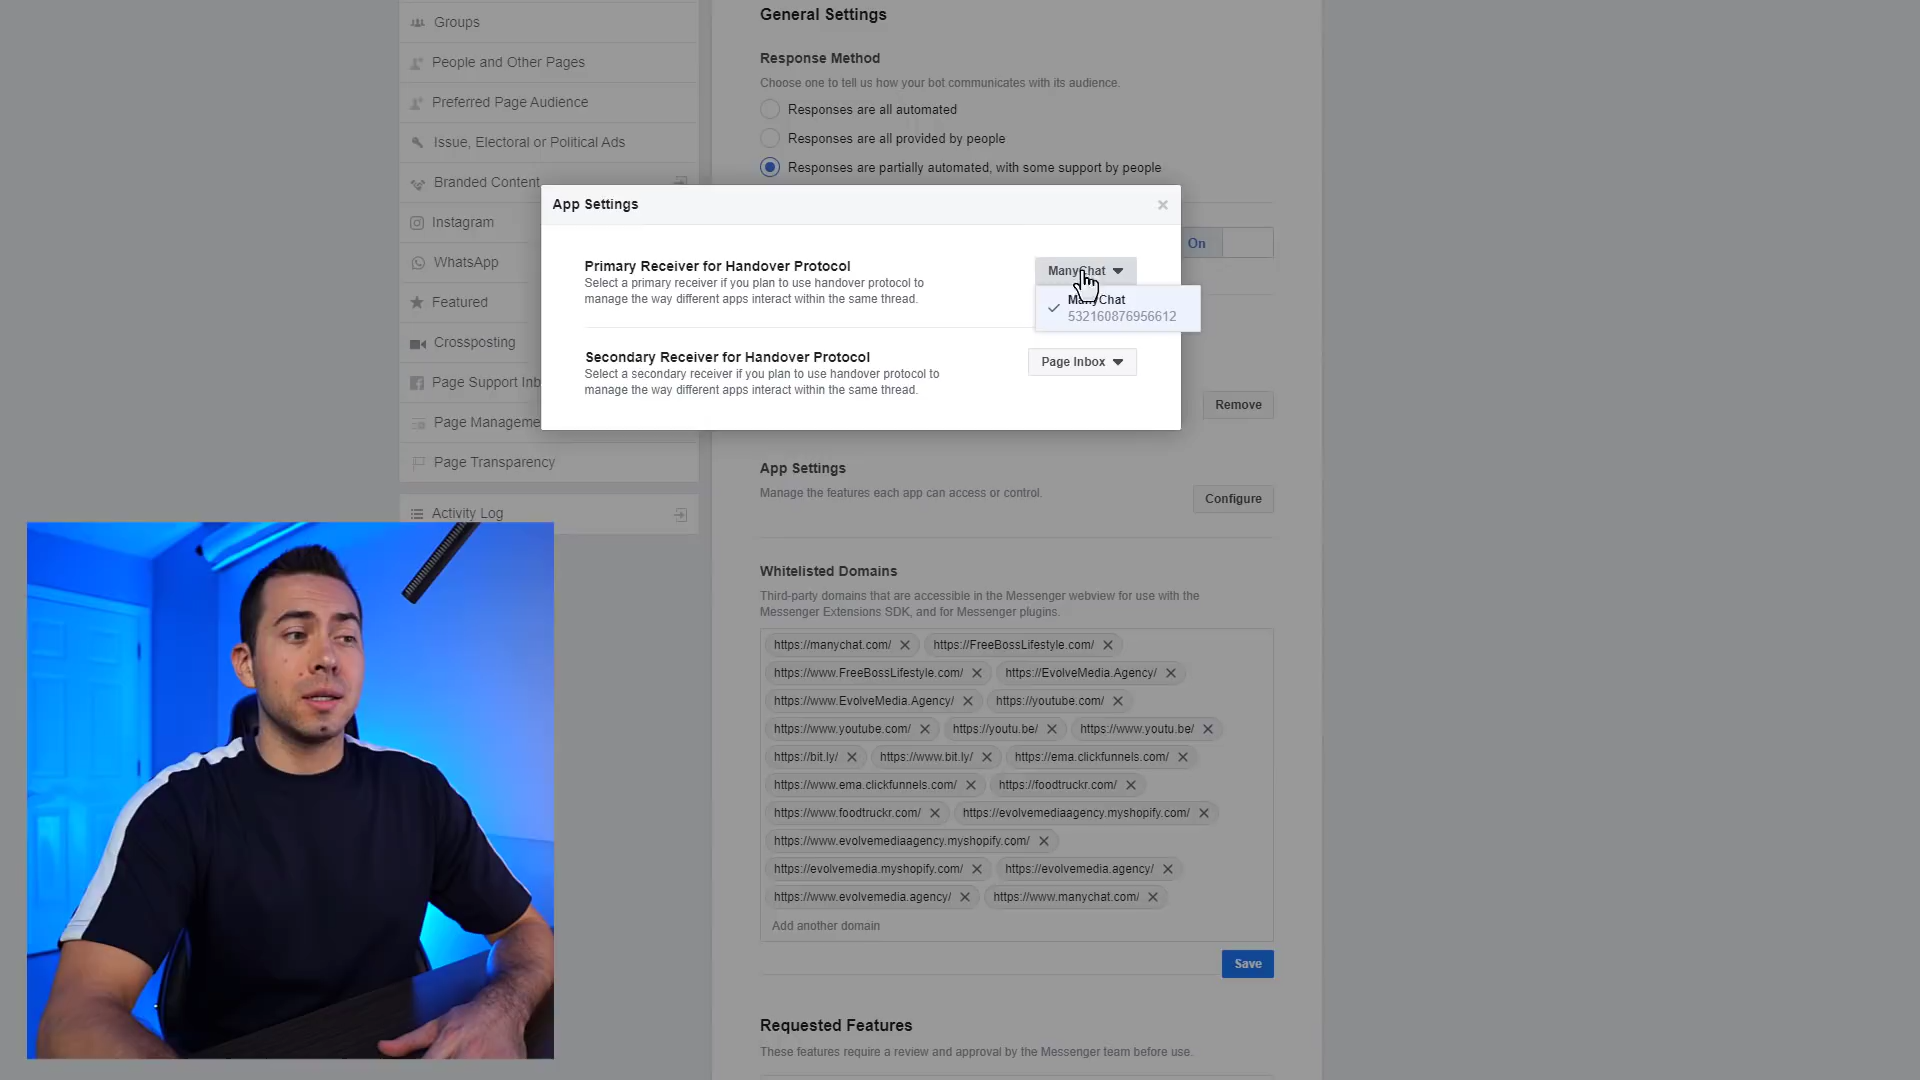 Groups
People and Other Pages
Preferred Page Audience
Issue, Electoral or Political Ads
Branded Content
Instagram
WhatsApp
Featured
Crossposting
Page Support Inb
Page Manageme
Page Transparency
Activity Log
General Settings
Response Method
Choose one to tell us how your bot communicates with its audience.
Responses are all automated
Responses are all provided by people
Responses are partially automated, with some support by people
On
App Settings
Primary Receiver for Handover Protocol
Select a primary receiver if you plan to use handover protocol to
manage the way different apps interact within the same thread.
ManyChat
ManyChat
532160876956612
Secondary Receiver for Handover Protocol
Select a secondary receiver if you plan to use handover protocol to
manage the way different apps interact within the same thread.
Page Inbox
Remove
App Settings
Manage the features each app can access or control.
Configure
Whitelisted Domains
Third-party domains that are accessible in the Messenger webview for use with the
Messenger Extensions SDK, and for Messenger plugins.
https://manychat.com/ https://FreeBossLifestyle.com/
https://www.FreeBossLifestyle.com/ https://EvolveMedia.Agency/
https://www.EvolveMedia.Agency/ https://youtube.com/
https://www.youtube.com/ https://youtu.be/ https://www.youtu.be/
https://bit.ly/ https://www.bit.ly/ https://ema.clickfunnels.com/
https://www.ema.clickfunnels.com/ https://foodtruckr.com/
https://www.foodtruckr.com/ https://evolvemediaagency.myshopify.com/
https://www.evolvemediaagency.myshopify.com/
https://evolvemedia.myshopify.com/ https://evolvemedia.agency/
https://www.evolvemedia.agency/ https://www.manychat.com/
Add another domain
Save
Requested Features
These features require a review and approval by the Messenger team before use.